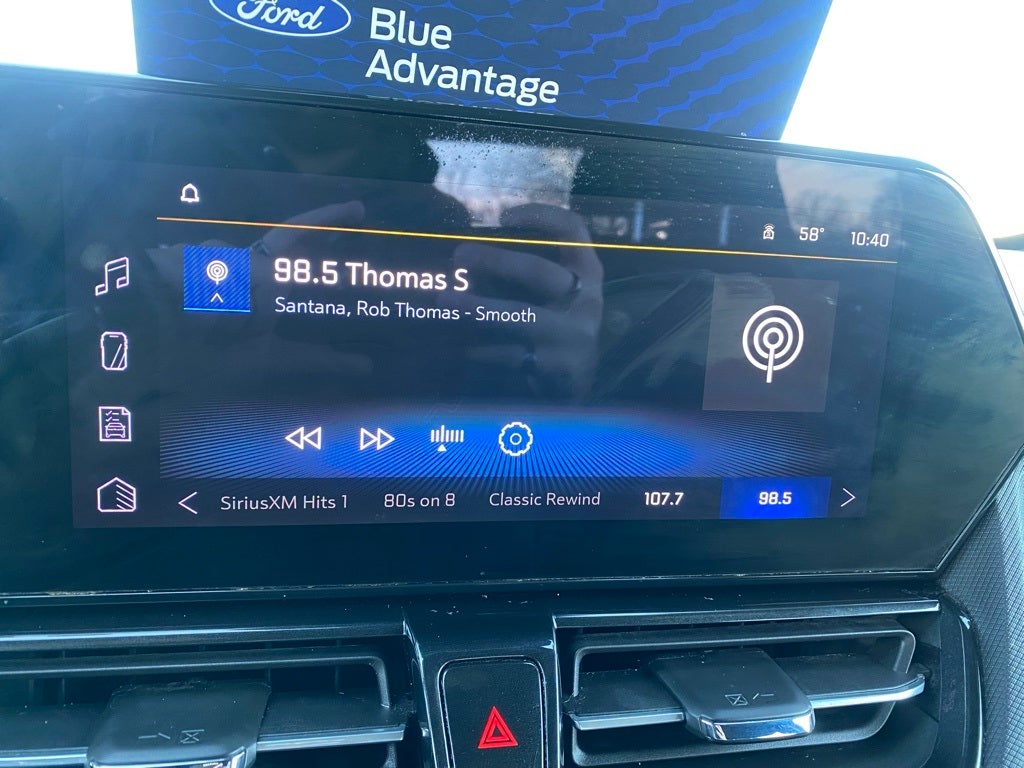 Ford
Blue
Advantage
58° 10:40
98.5 Thomas S
Santana, Rob Thomas - Smooth
SiriusXM Hits 1 80s on 8 Classic Rewind 107.7 98.5